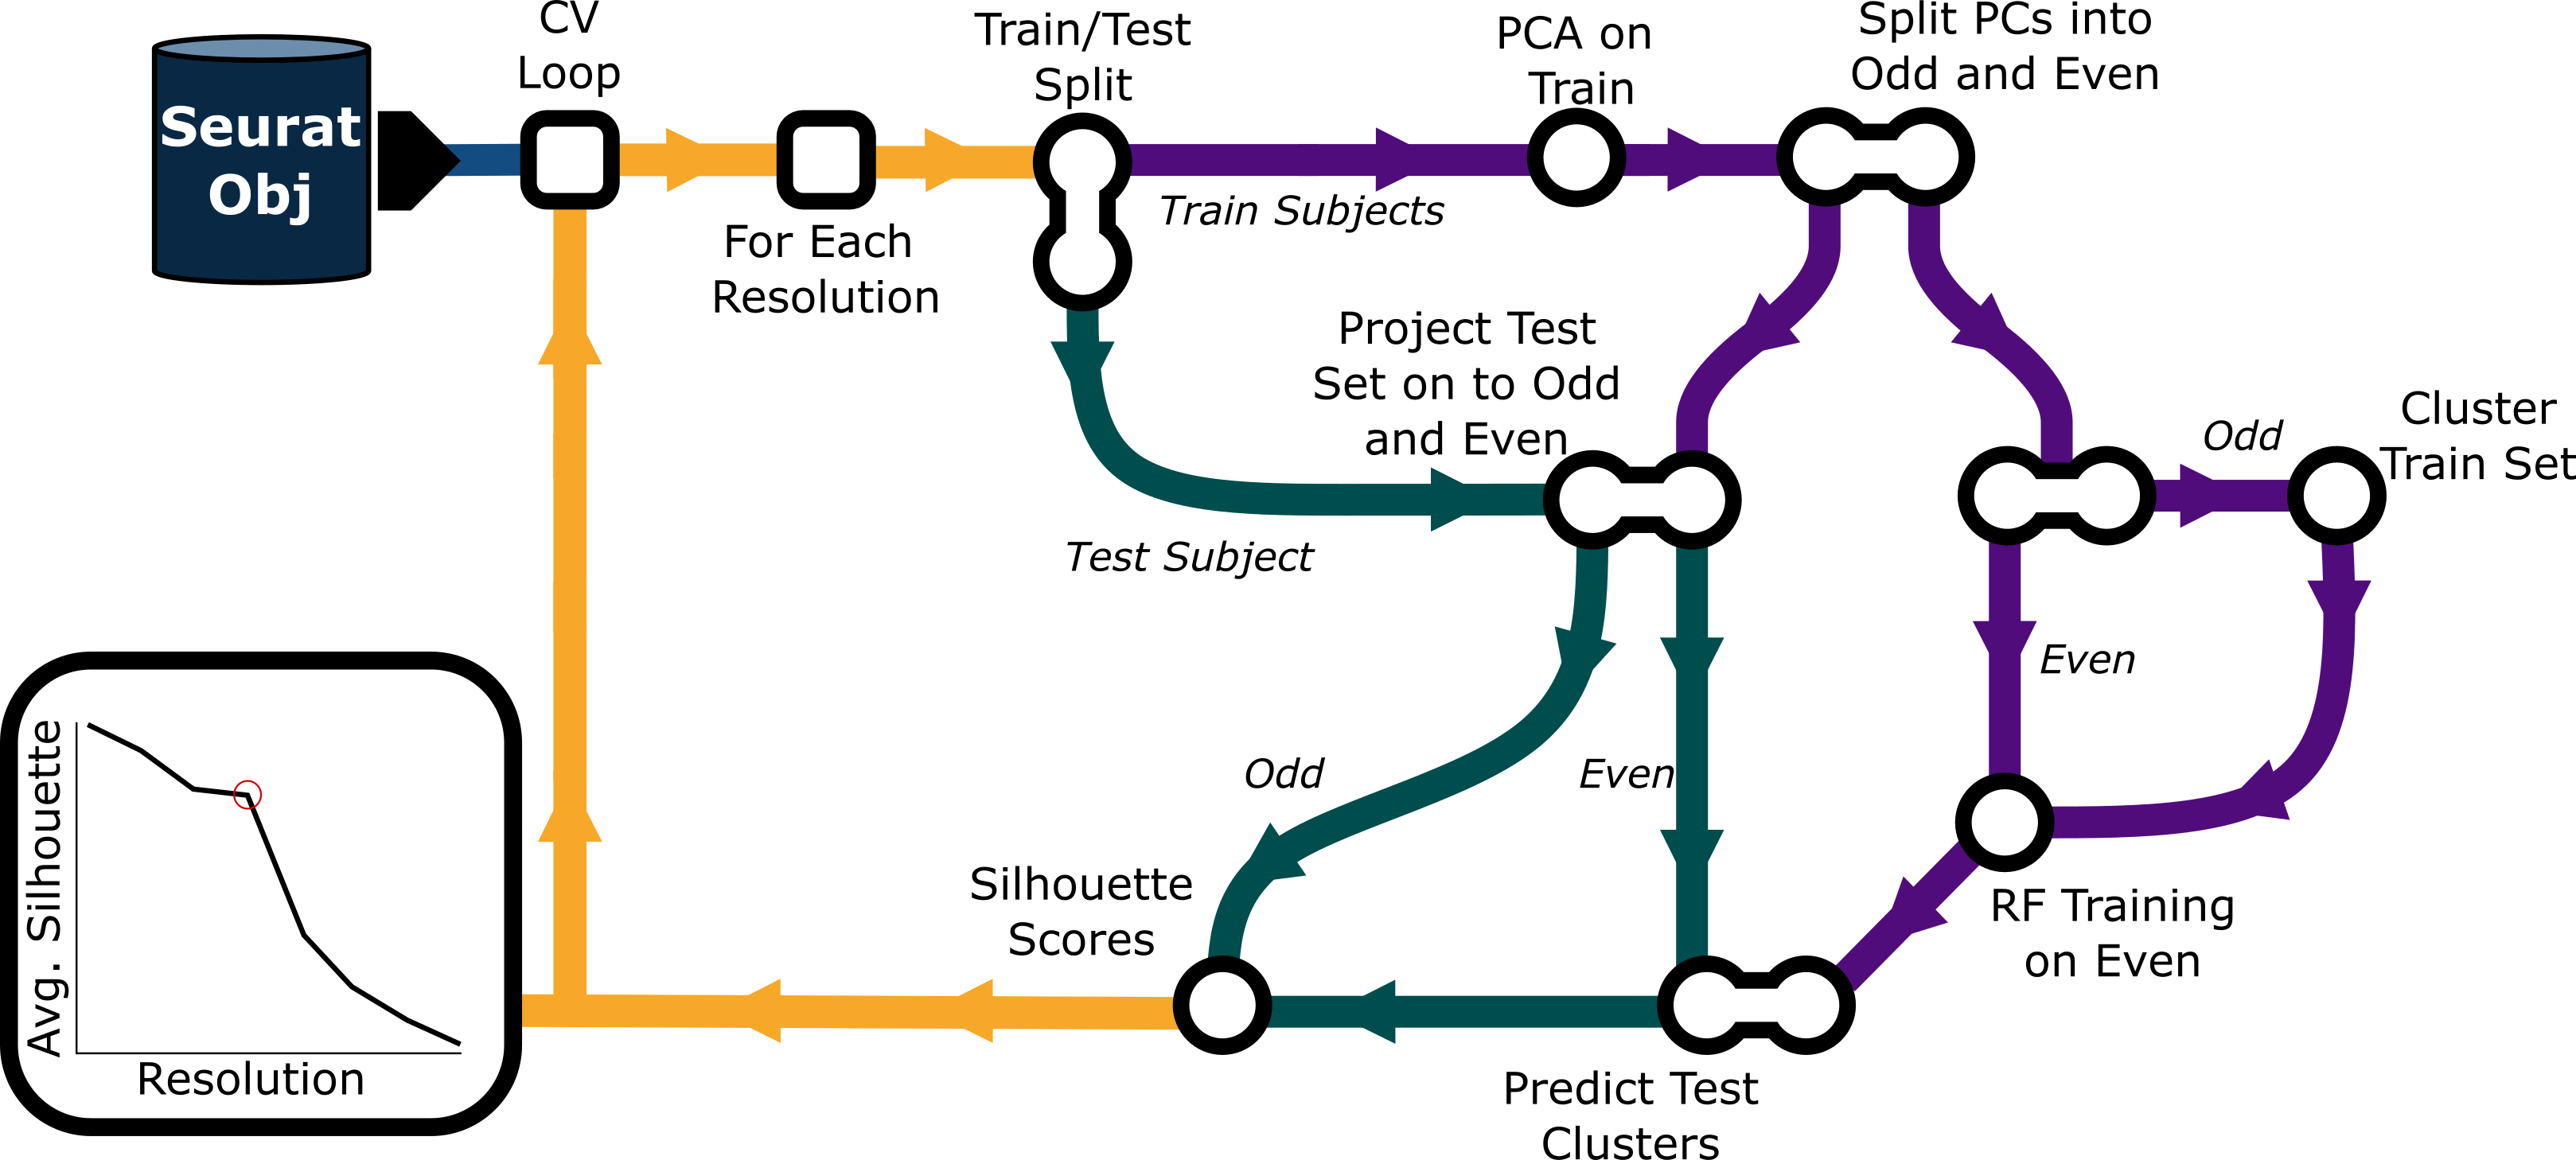 Seurat
Obj
CV
Loop
For Each
Resolution
Train/Test
Split
Train Subjects
PCA on
Train
Split PCs into
Odd and Even
Project Test
Set on to Odd
and Even
Test Subject
Odd
Cluster
Train Set
Even
Odd
Even
RF Training
on Even
Silhouette
Scores
Predict Test
Clusters
Avg. Silhouette
Resolution